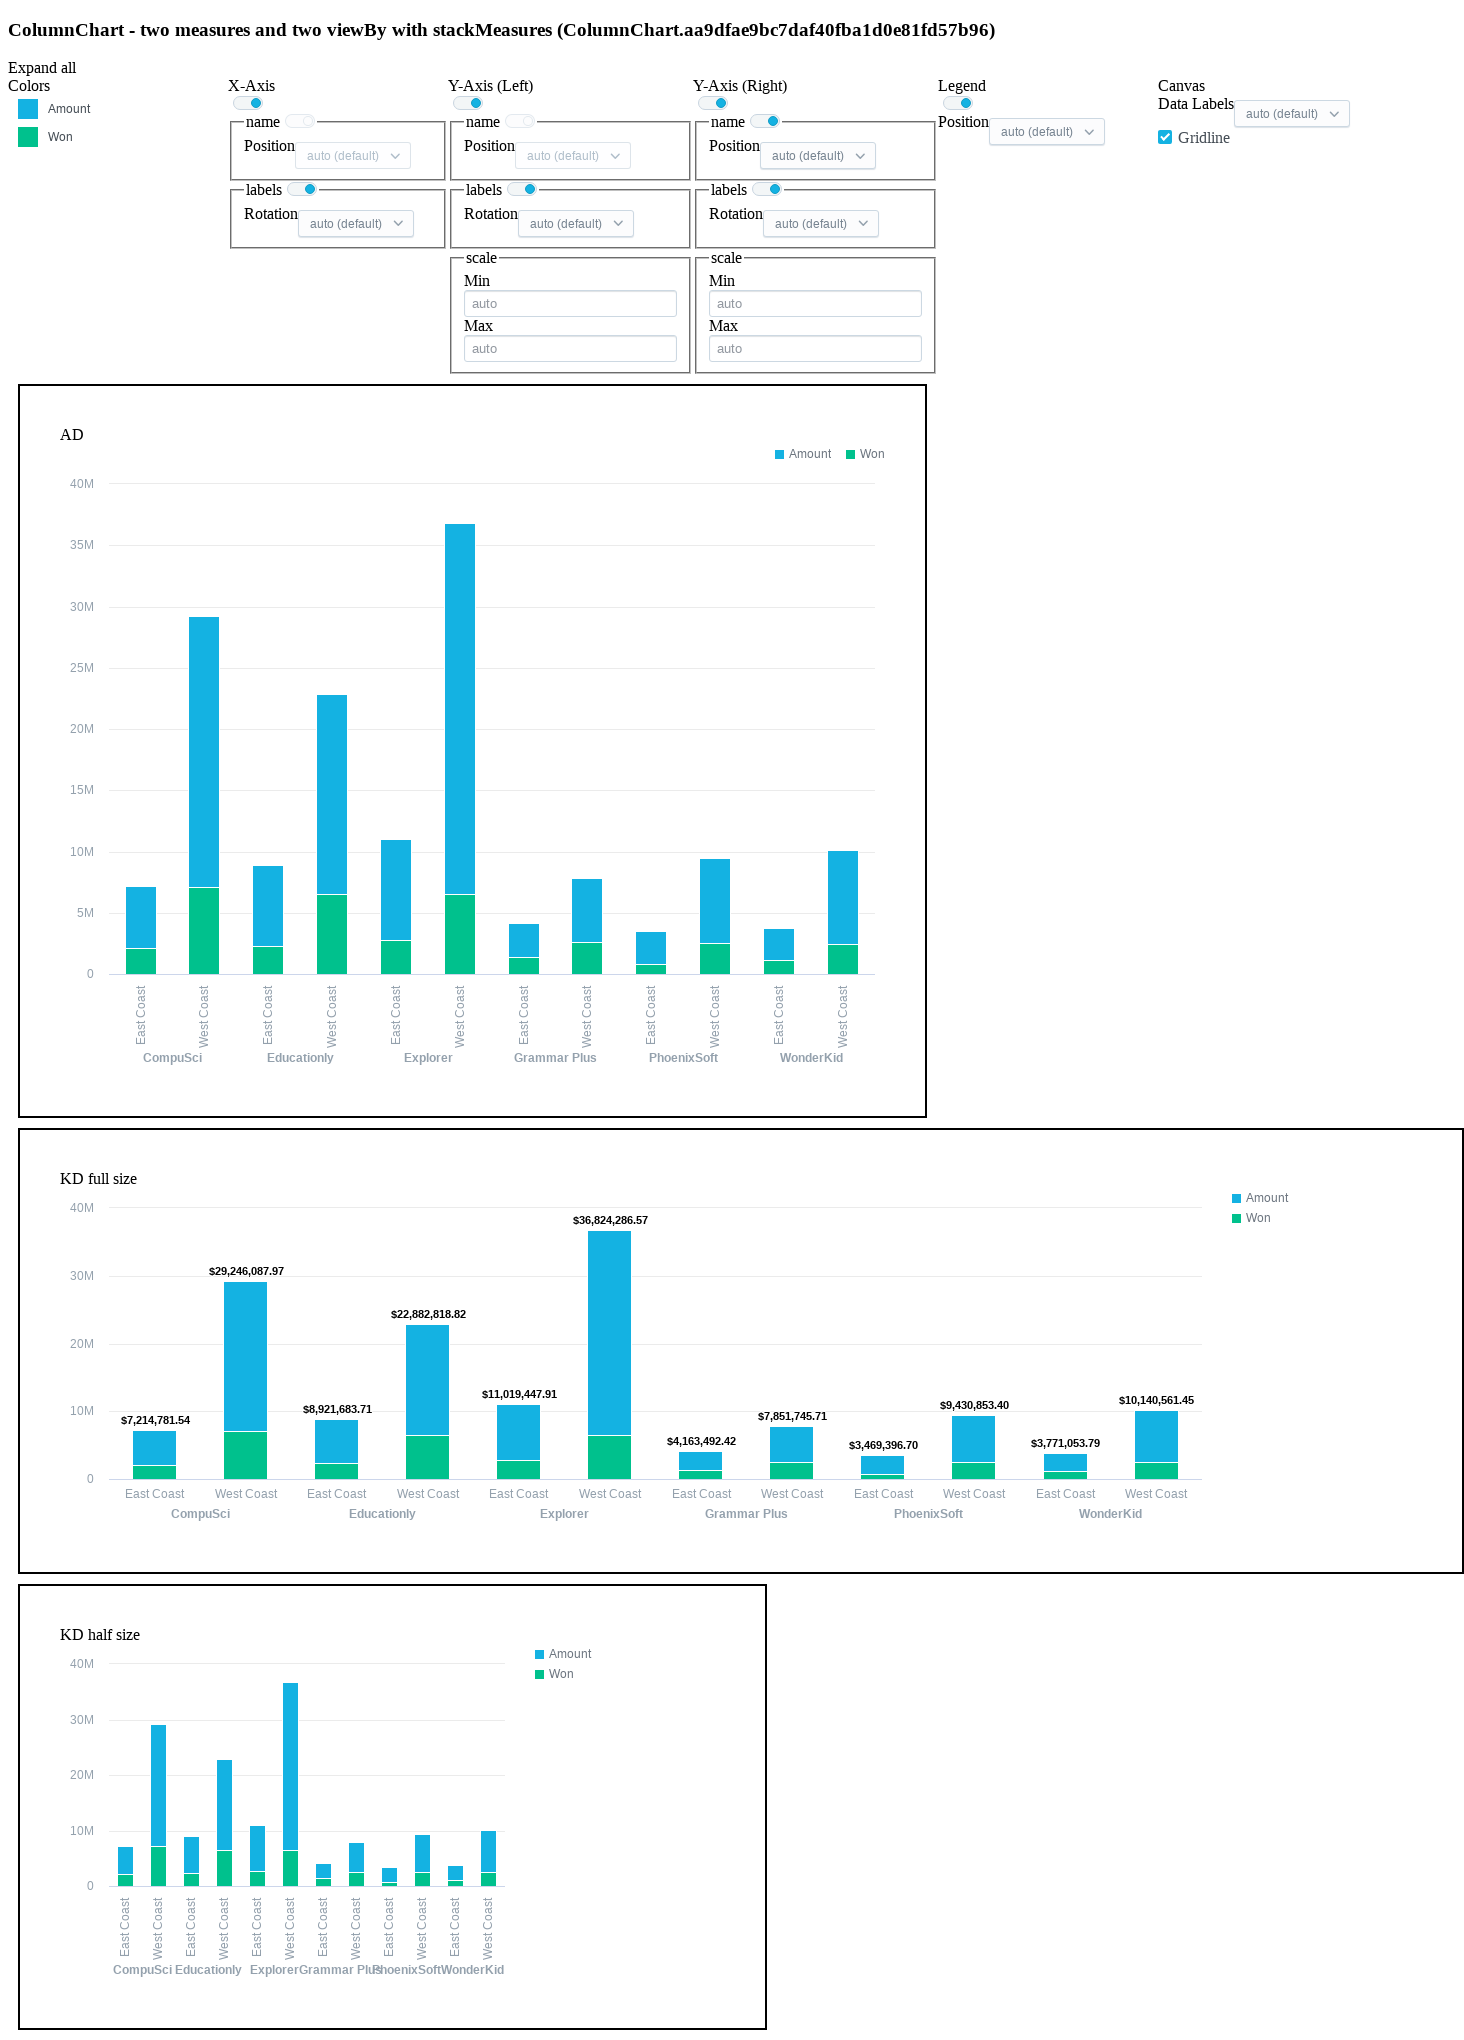 ColumnChart - two measures and two viewBy with stackMeasures (ColumnChart.aa9dfae9bc7daf40fba1d0e81fd57b96)
Expand all
Colors
Amount
Won
X-Axis
name
Position auto (default)
labels
Rotation auto (default)
Y-Axis (Left)
name
Position auto (default)
labels
Rotation auto (default)
scale
Min
auto
Max
auto
Y-Axis (Right)
name
Position auto (default)
labels
Rotation auto (default)
scale
Min
auto
Max
auto
Legend
Position auto (default)
Canvas
Data Labels auto (default)
Gridline
AD
Amount Won
40M
35M
30M
25M
20M
15M
10M
5M
0
East Coast West Coast East Coast West Coast East Coast West Coast East Coast West Coast East Coast West Coast East Coast West Coast
CompuSci Educationly Explorer Grammar Plus PhoenixSoft WonderKid
KD full size
Amount
Won
40M
30M
20M
10M
0
$7,214,781.54 $29,246,087.97 $8,921,683.71 $22,882,818.82 $11,019,447.91 $36,824,286.57 $4,163,492.42 $7,851,745.71 $3,469,396.70 $9,430,853.40 $3,771,053.79 $10,140,561.45
East Coast West Coast East Coast West Coast East Coast West Coast East Coast West Coast East Coast West Coast East Coast West Coast
CompuSci Educationly Explorer Grammar Plus PhoenixSoft WonderKid
KD half size
Amount
Won
40M
30M
20M
10M
0
East Coast West Coast East Coast West Coast East Coast West Coast East Coast West Coast East Coast West Coast East Coast West Coast
CompuSci Educationly Explorer Grammar Plus PhoenixSoft WonderKid